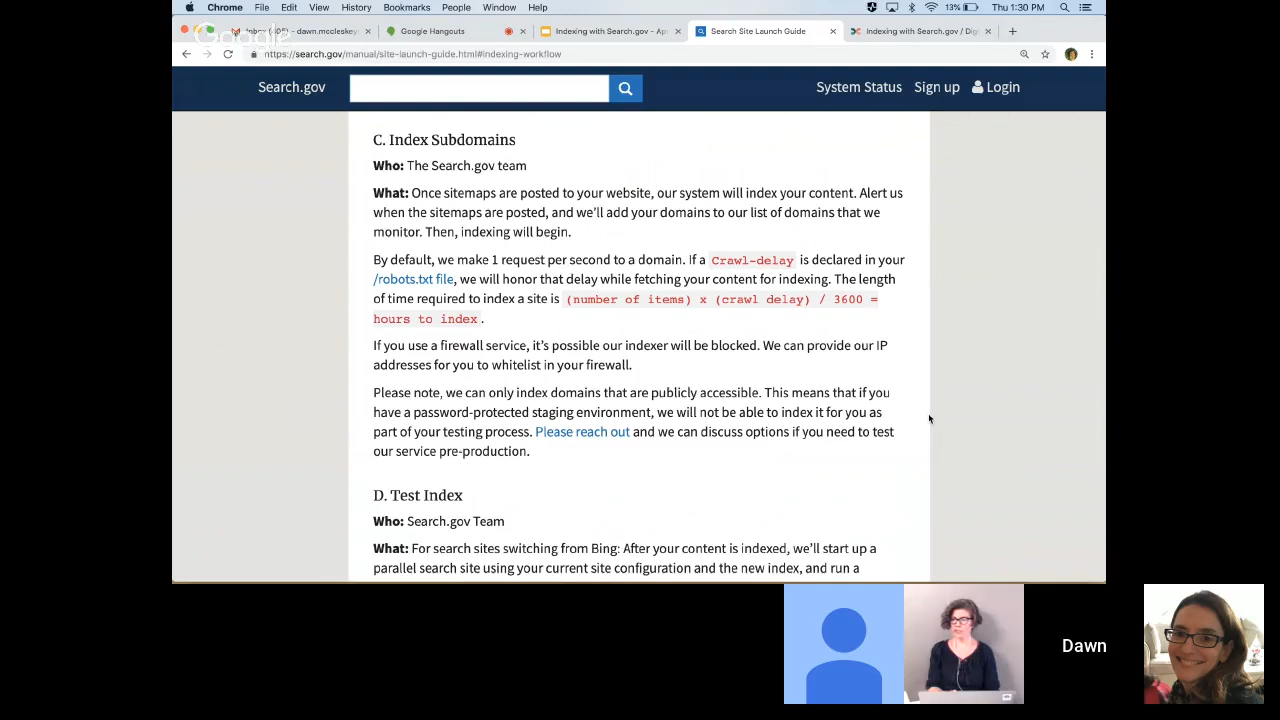 Chrome File Edit View History Bookmarks People Window Help 13% Thu 1:30 PM
Google Hangouts
Indexing with Search.gov - Ap
Search Site Launch Guide
Indexing with Search.gov / Dig
https://search.gov/manual/site-launch-guide.html#indexing-workflow
Search.gov System Status Sign up Login
C. Index Subdomains
Who: The Search.gov team
What: Once sitemaps are posted to your website, our system will index your content. Alert us
when the sitemaps are posted, and we'll add your domains to our list of domains that we
monitor. Then, indexing will begin.
By default, we make 1 request per second to a domain. If a Crawl-delay is declared in your
/robots.txt file, we will honor that delay while fetching your content for indexing. The length
of time required to index a site is (number of items) x (crawl delay) / 3600 =
hours to index.
If you use a firewall service, it's possible our indexer will be blocked. We can provide our IP
addresses for you to whitelist in your firewall.
Please note, we can only index domains that are publicly accessible. This means that if you
have a password-protected staging environment, we will not be able to index it for you as
part of your testing process. Please reach out and we can discuss options if you need to test
our service pre-production.
D. Test Index
Who: Search.gov Team
What: For search sites switching from Bing: After your content is indexed, we'll start up a
parallel search site using your current site configuration and the new index, and run a
Dawn